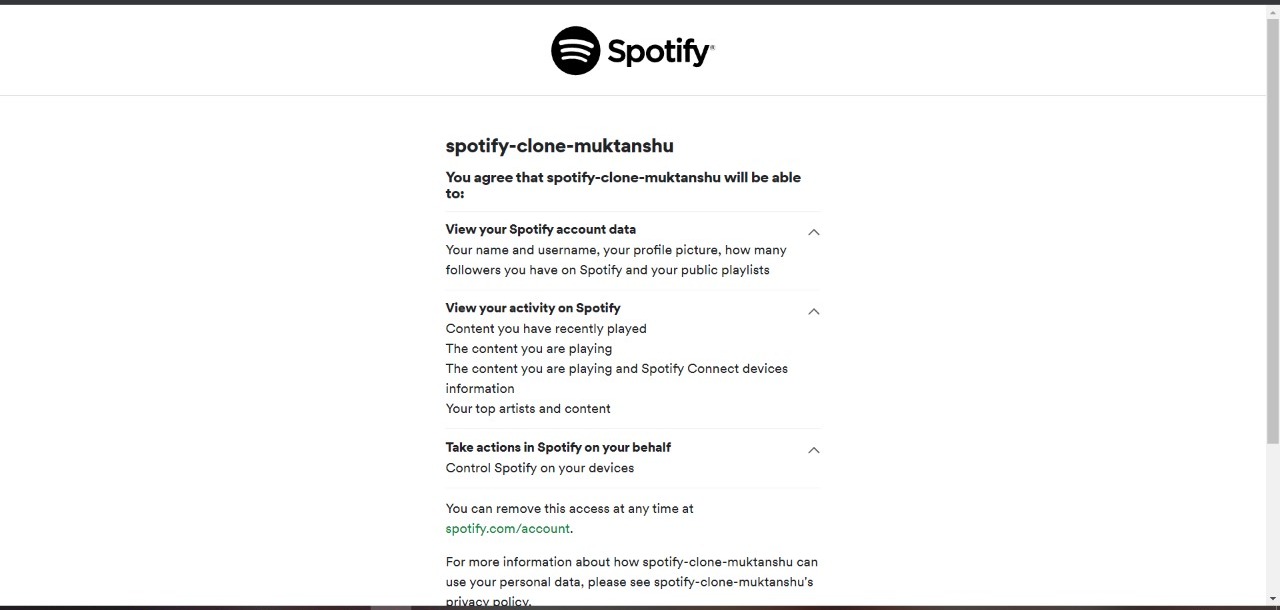 Spotify®
spotify-clone-muktanshu
You agree that spotify-clone-muktanshu will be able
to:
View your Spotify account data
Your name and username, your profile picture, how many
followers you have on Spotify and your public playlists
View your activity on Spotify
Content you have recently played
The content you are playing
The content you are playing and Spotify Connect devices
information
Your top artists and content
Take actions in Spotify on your behalf
Control Spotify on your devices
You can remove this access at any time at
spotify.com/account.
For more information about how spotify-clone-muktanshu can
use your personal data, please see spotify-clone-muktanshu's
privacy policy.